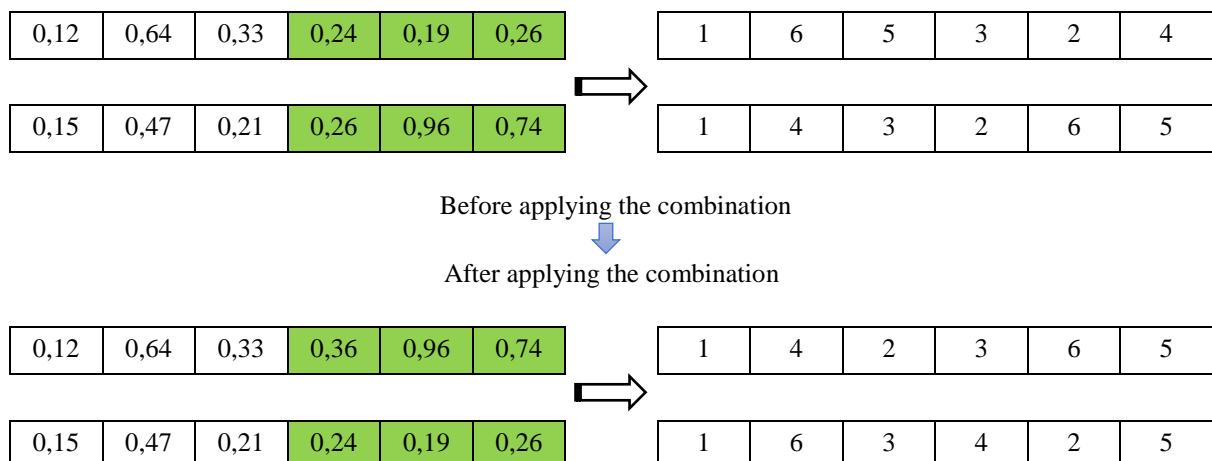 0,12 0,64 0,33 0,24 0,19 0,26 1 6 5 3 2 4
0,15 0,47 0,21 0,26 0,96 0,74 1 4 3 2 6 5
Before applying the combination
After applying the combination
0,12 0,64 0,33 0,36 0,96 0,74 1 4 2 3 6 5
0,15 0,47 0,21 0,24 0,19 0,26 1 6 3 4 2 5